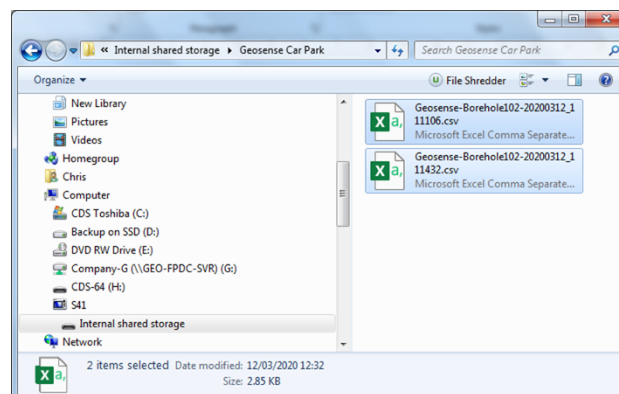 « Internal shared storage ▸ Geosense Car Park
Search Geosense Car Park
Organize
File Shredder
New Library
Pictures
Videos
Homegroup
Chris
Computer
CDS Toshiba (C:)
Backup on SSD (D:)
DVD RW Drive (E:)
Company-G (\\GEO-FPDC-SVR) (G:)
CDS-64 (H:)
S41
Internal shared storage
Network
Geosense-Borehole102-20200312_1
11106.csv
Microsoft Excel Comma Separate...
Geosense-Borehole102-20200312_1
11432.csv
Microsoft Excel Comma Separate...
2 items selected Date modified: 12/03/2020 12:32
Size: 2.85 KB